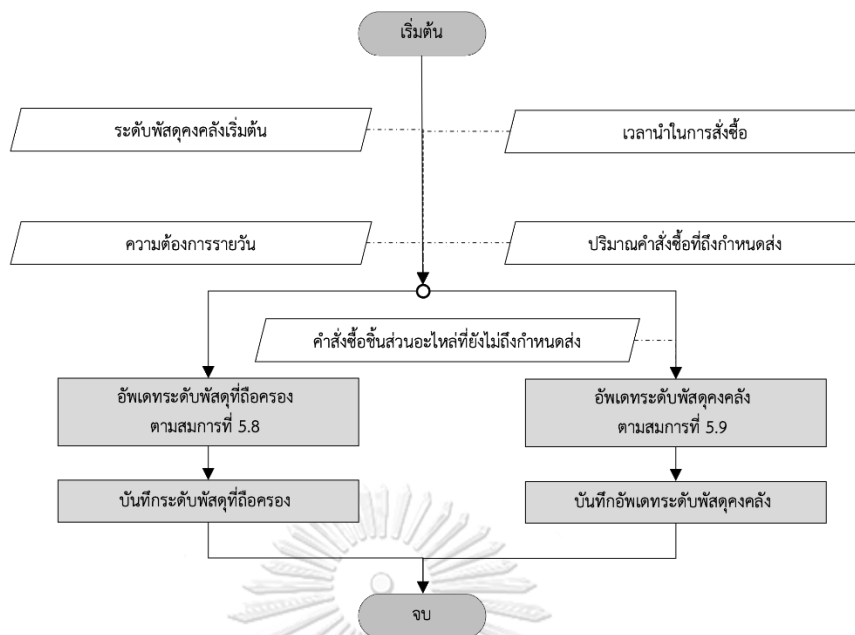 เริ่มต้น
ระดับพัสดุคงคลังเริ่มต้น
เวลานำในการสั่งซื้อ
ความต้องการรายวัน
ปริมาณคำสั่งซื้อที่ถึงกำหนดส่ง
คำสั่งซื้อชิ้นส่วนอะไหล่ที่ยังไม่ถึงกำหนดส่ง
อัพเดทระดับพัสดุที่ถือครอง
ตามสมการที่ 5.8
อัพเดทระดับพัสดุคงคลัง
ตามสมการที่ 5.9
บันทึกระดับพัสดุที่ถือครอง
บันทึกอัพเดทระดับพัสดุคงคลัง
จบ